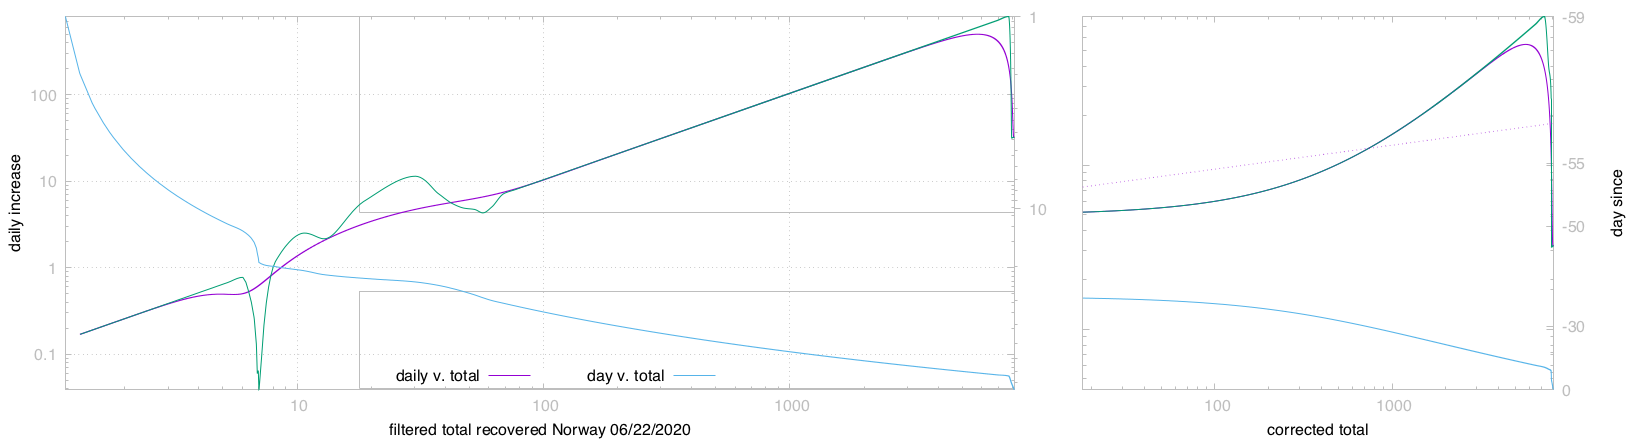 daily increase
100
10
1
0.1
10
100
1000
filtered total recovered Norway 06/22/2020
daily v. total
day v. total
1
10
100
1000
corrected total
-59
-55
-50
-30
0
day since